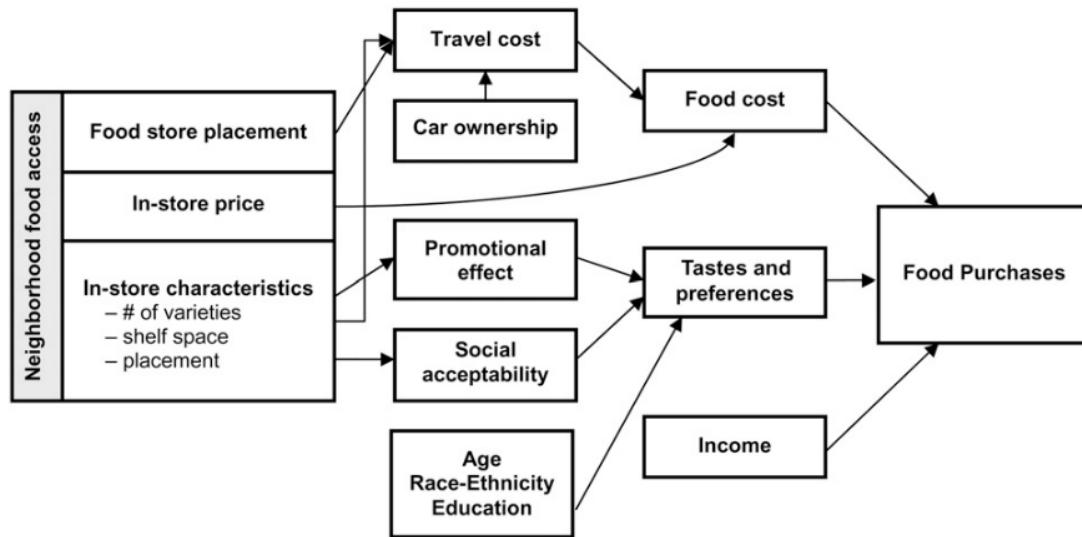 Neighborhood food access
Food store placement
In-store price
In-store characteristics
– # of varieties
– shelf space
– placement
Travel cost
Car ownership
Promotional
effect
Social
acceptability
Age
Race-Ethnicity
Education
Food cost
Tastes and
preferences
Income
Food Purchases